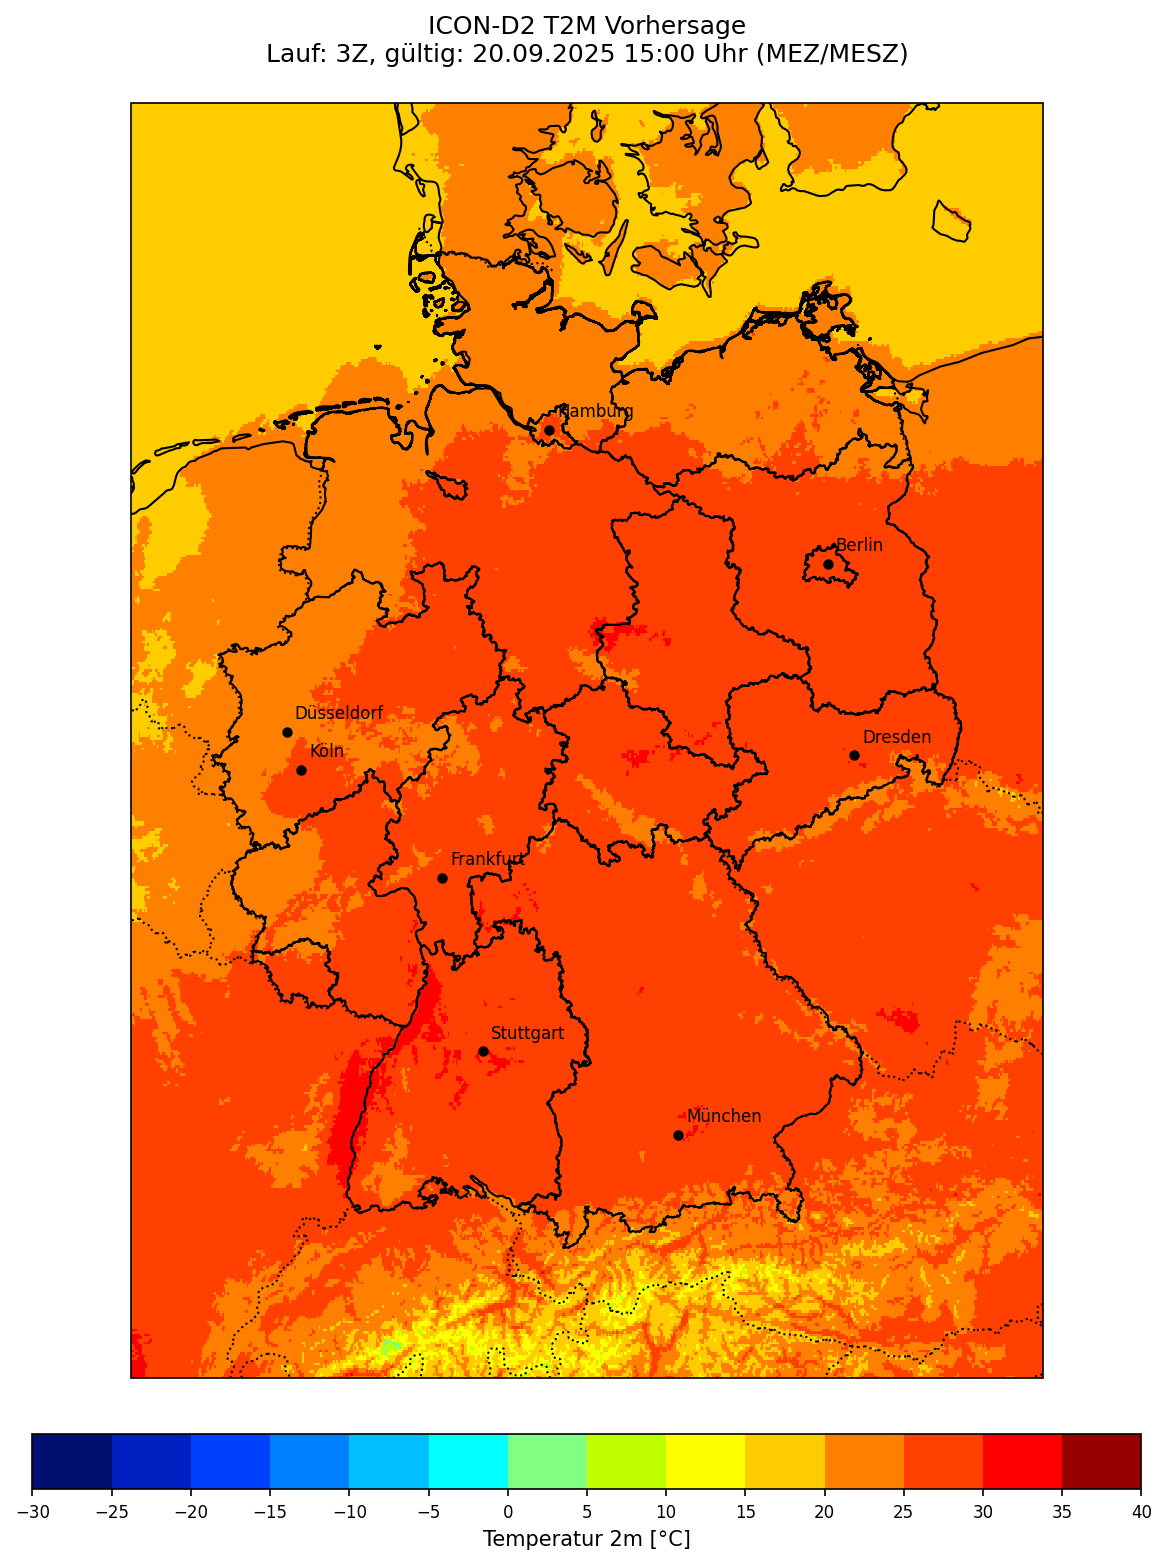 ICON-D2 T2M Vorhersage
Lauf: 3Z, gültig: 20.09.2025 15:00 Uhr (MEZ/MESZ)
Hamburg
Berlin
Düsseldorf
Köln
Dresden
Frankfurt
Stuttgart
München
−30 −25 −20 −15 −10 −5 0 5 10 15 20 25 30 35 40
Temperatur 2m [°C]